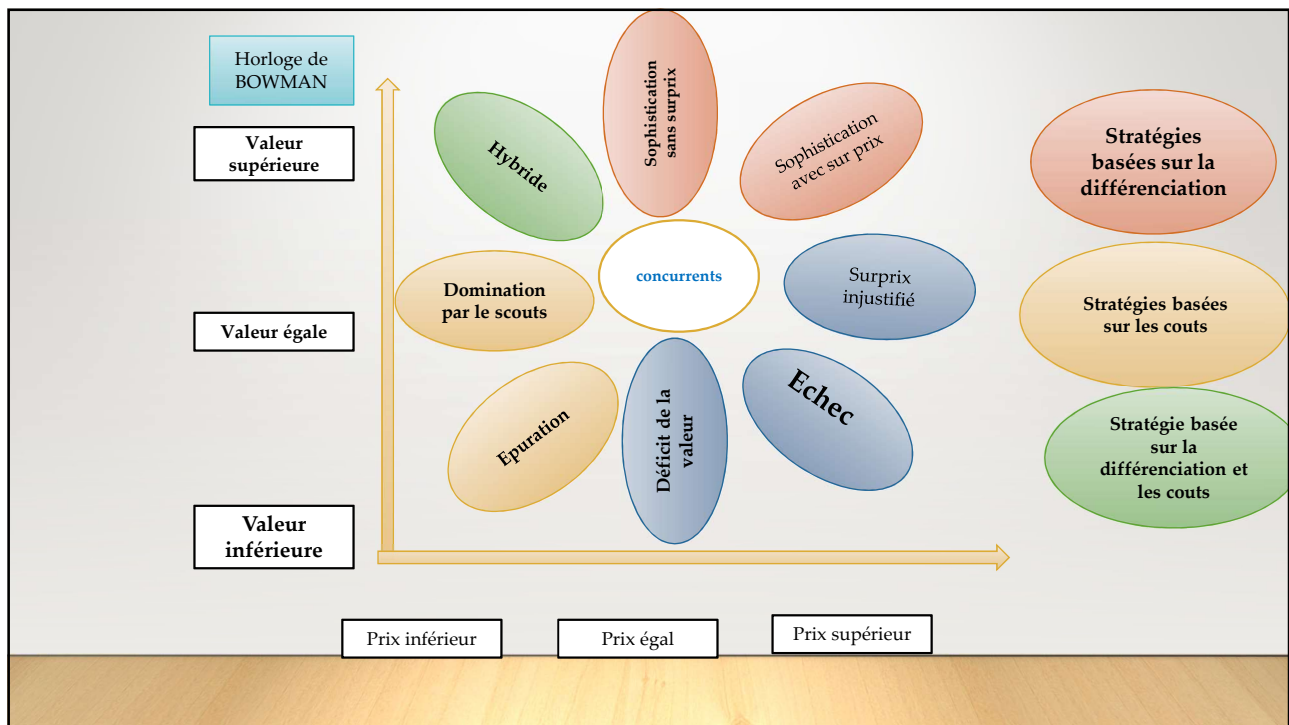 Horloge de
BOWMAN
Valeur
supérieure
Valeur égale
Valeur
inférieure
Hybride
Sophistication
sans surprix
Sophistication
avec sur prix
Domination
par le scouts
concurrents
Surprix
injustifié
Epuration
Déficit de la
valeur
Echec
Prix inférieur
Prix égal
Prix supérieur
Stratégies
basées sur la
différenciation
Stratégies basées
sur les couts
Stratégie basée
sur la
différenciation et
les couts